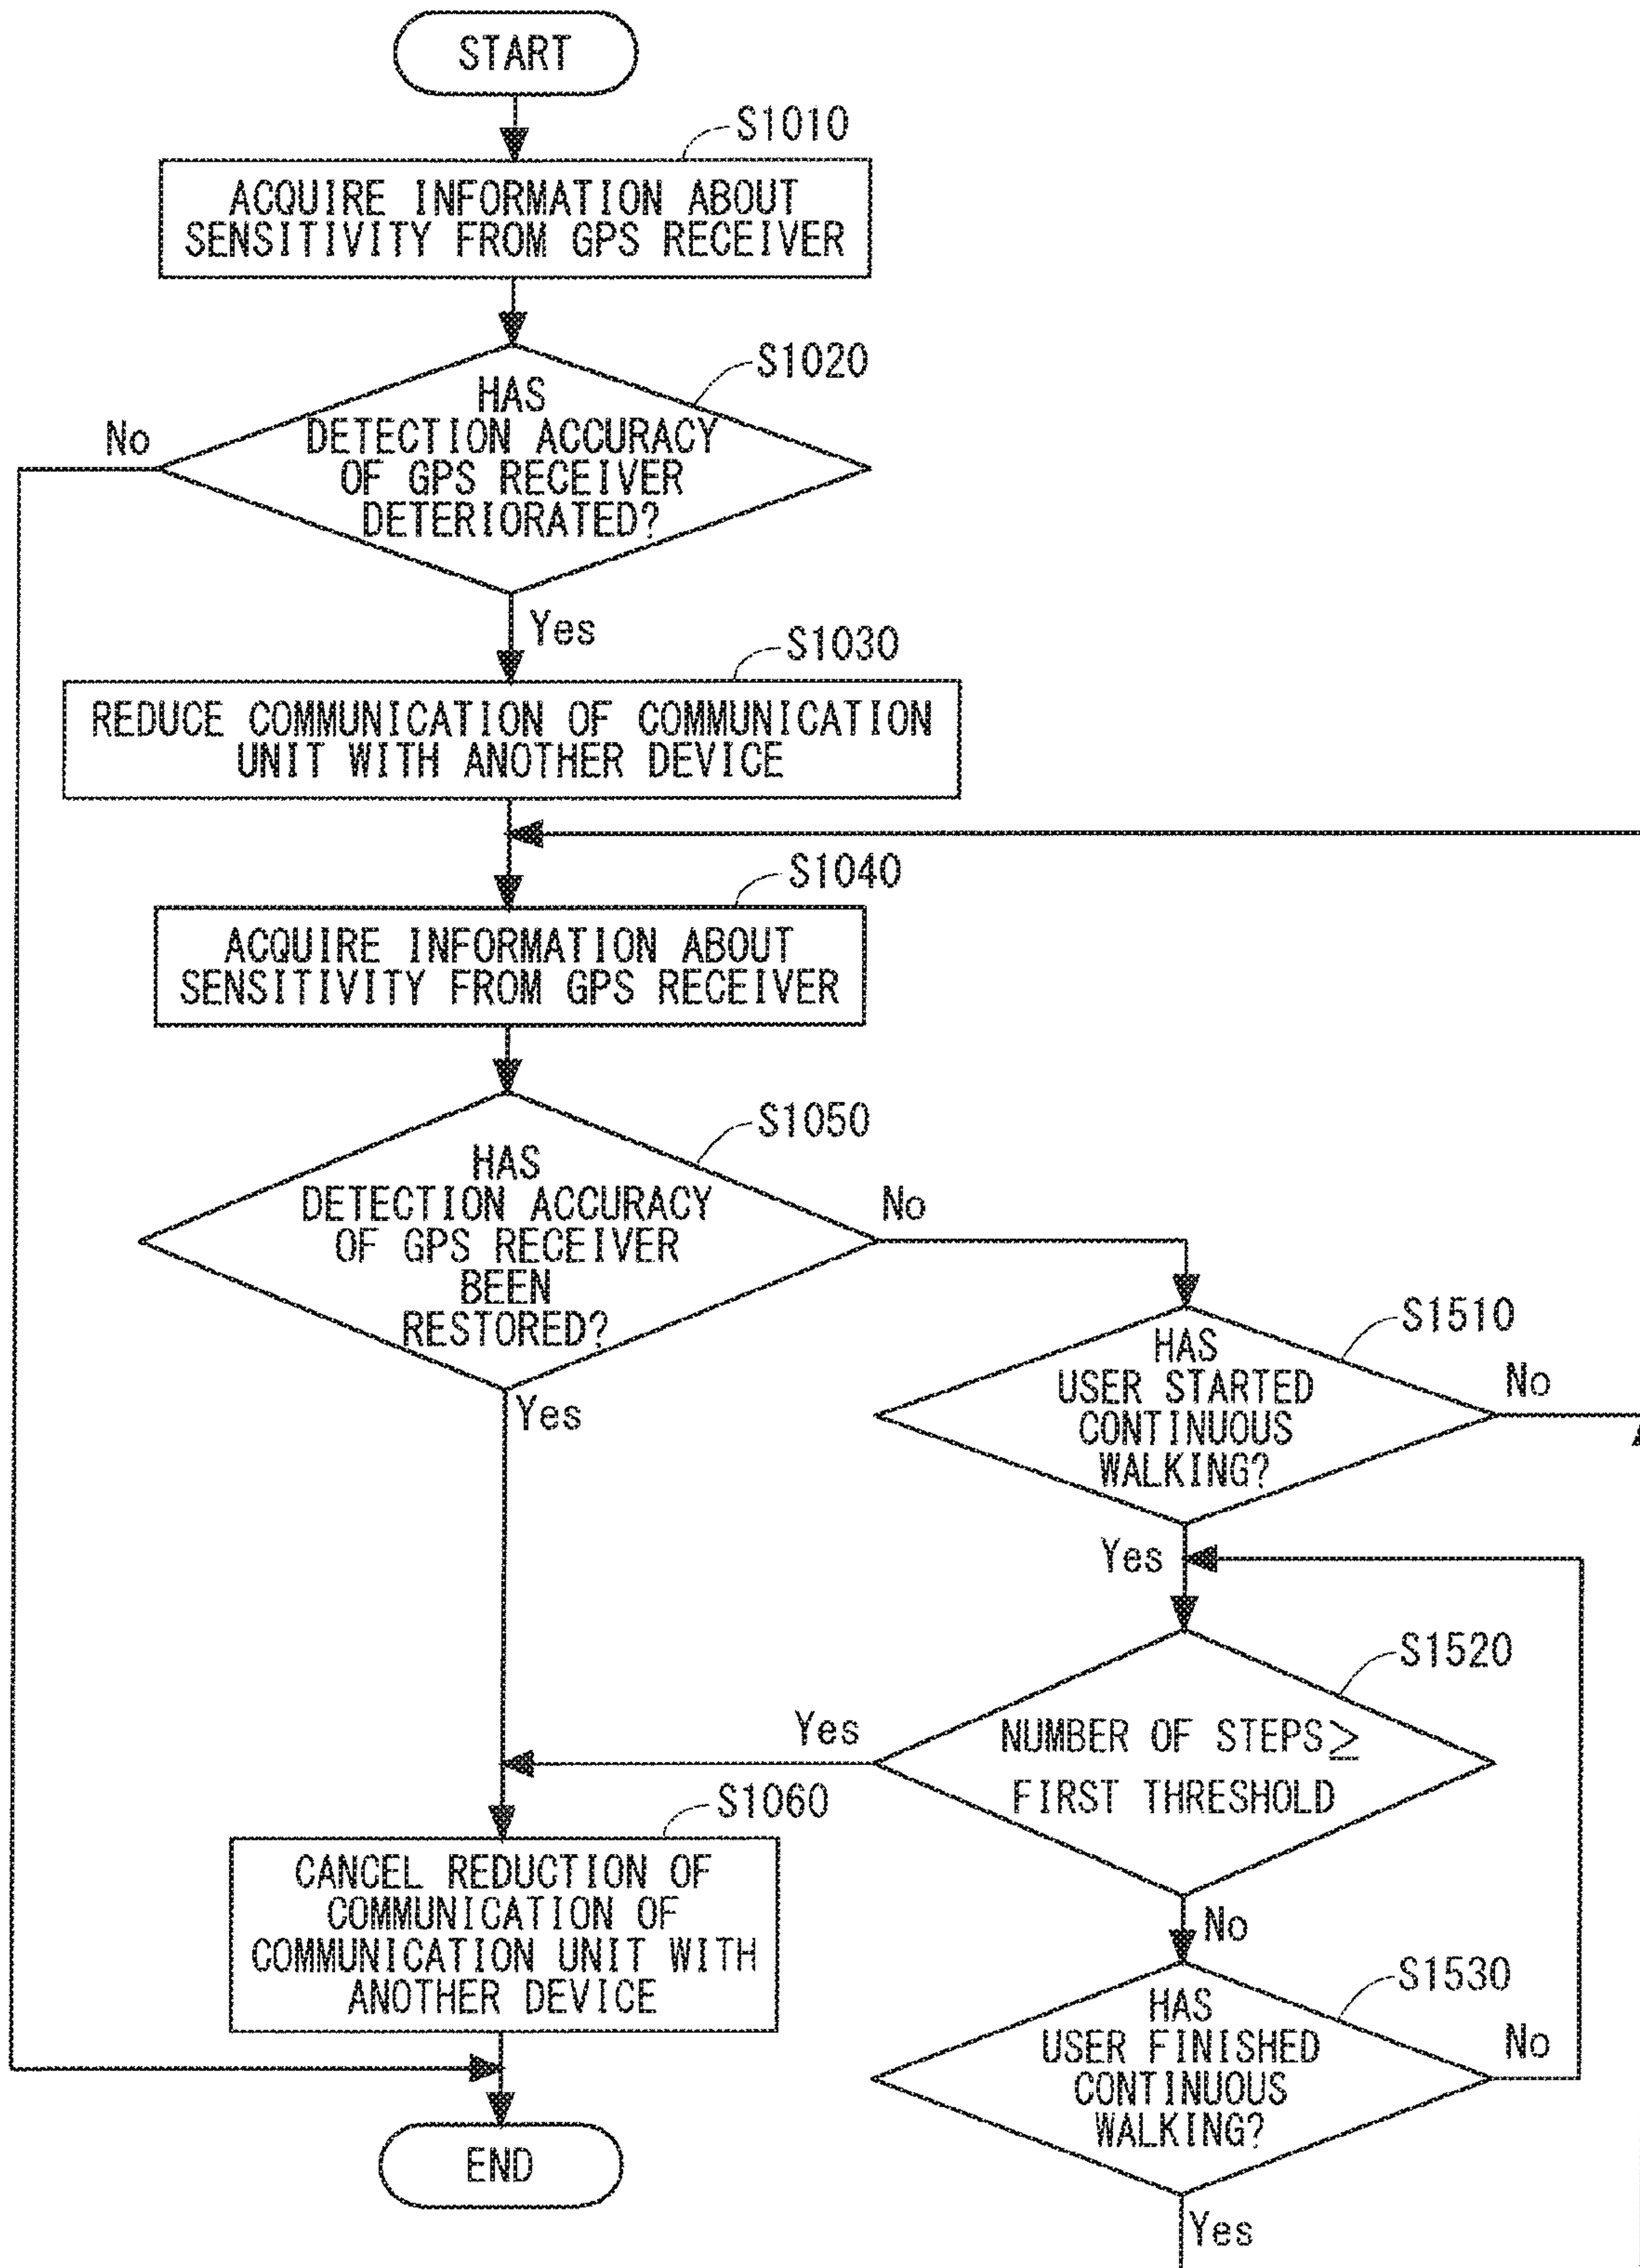 START
S1010
ACQUIRE INFORMATION ABOUT
SENSITIVITY FROM GPS RECEIVER
S1020
HAS
DETECTION ACCURACY
OF GPS RECEIVER
DETERIORATED?
No
Yes
S1030
REDUCE COMMUNICATION OF COMMUNICATION
UNIT WITH ANOTHER DEVICE
S1040
ACQUIRE INFORMATION ABOUT
SENSITIVITY FROM GPS RECEIVER
S1050
HAS
DETECTION ACCURACY
OF GPS RECEIVER
BEEN
RESTORED?
No
Yes
S1510
HAS
USER STARTED
CONTINUOUS
WALKING?
No
Yes
S1520
NUMBER OF STEPS≥
FIRST THRESHOLD
Yes
No
S1060
CANCEL REDUCTION OF
COMMUNICATION OF
COMMUNICATION UNIT WITH
ANOTHER DEVICE
S1530
HAS
USER FINISHED
CONTINUOUS
WALKING?
No
Yes
END